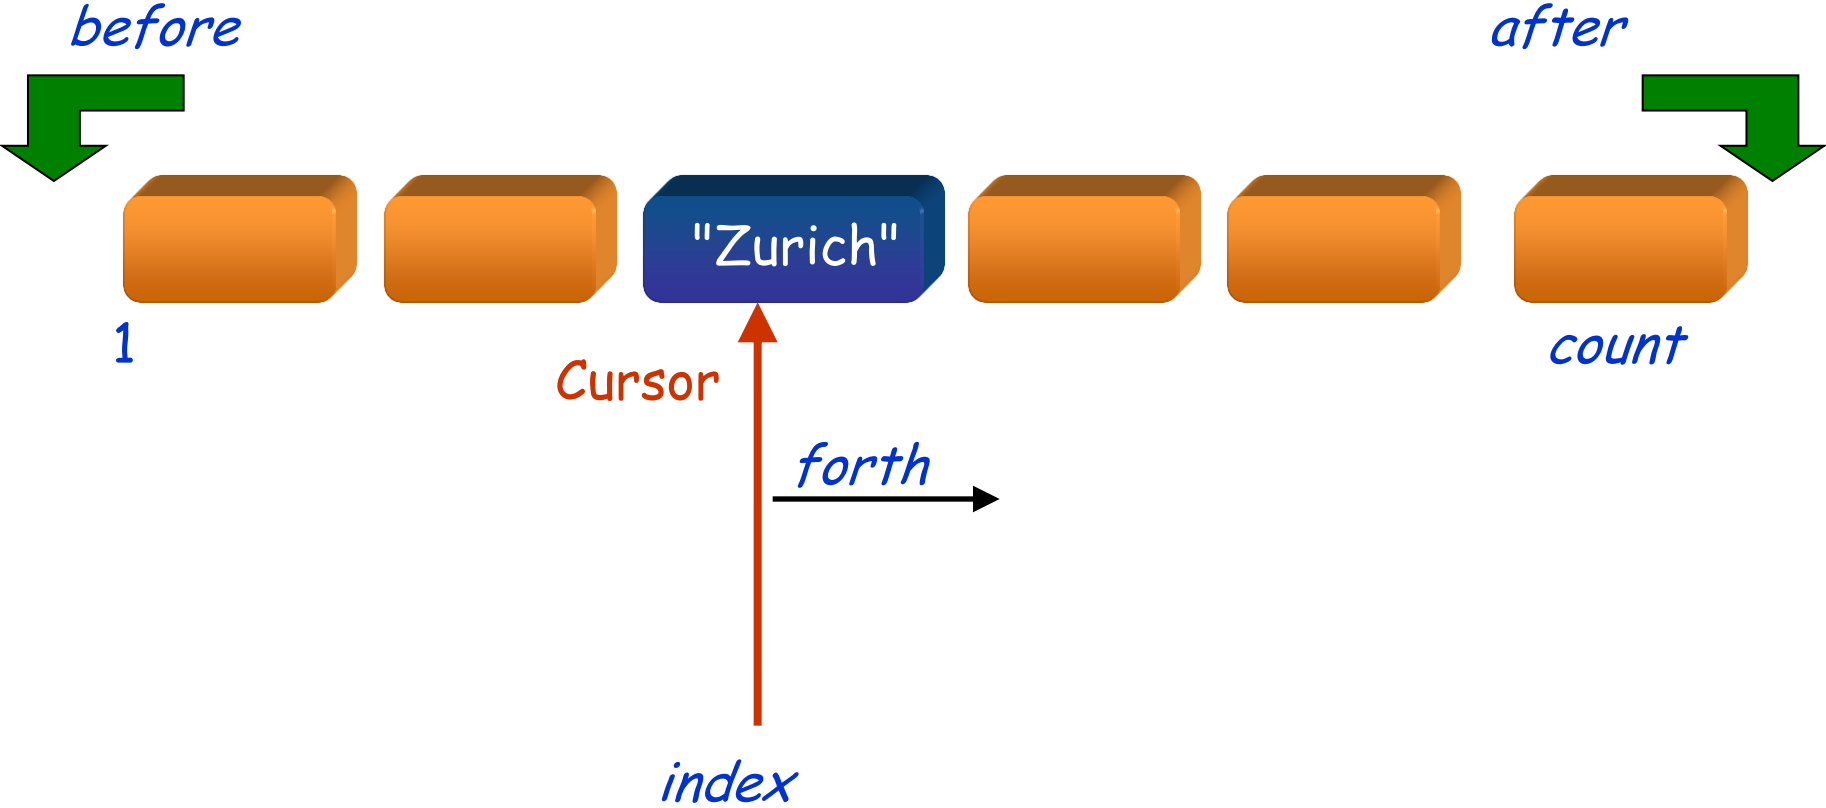 before
after
"Zurich"
1
count
Cursor
forth
index